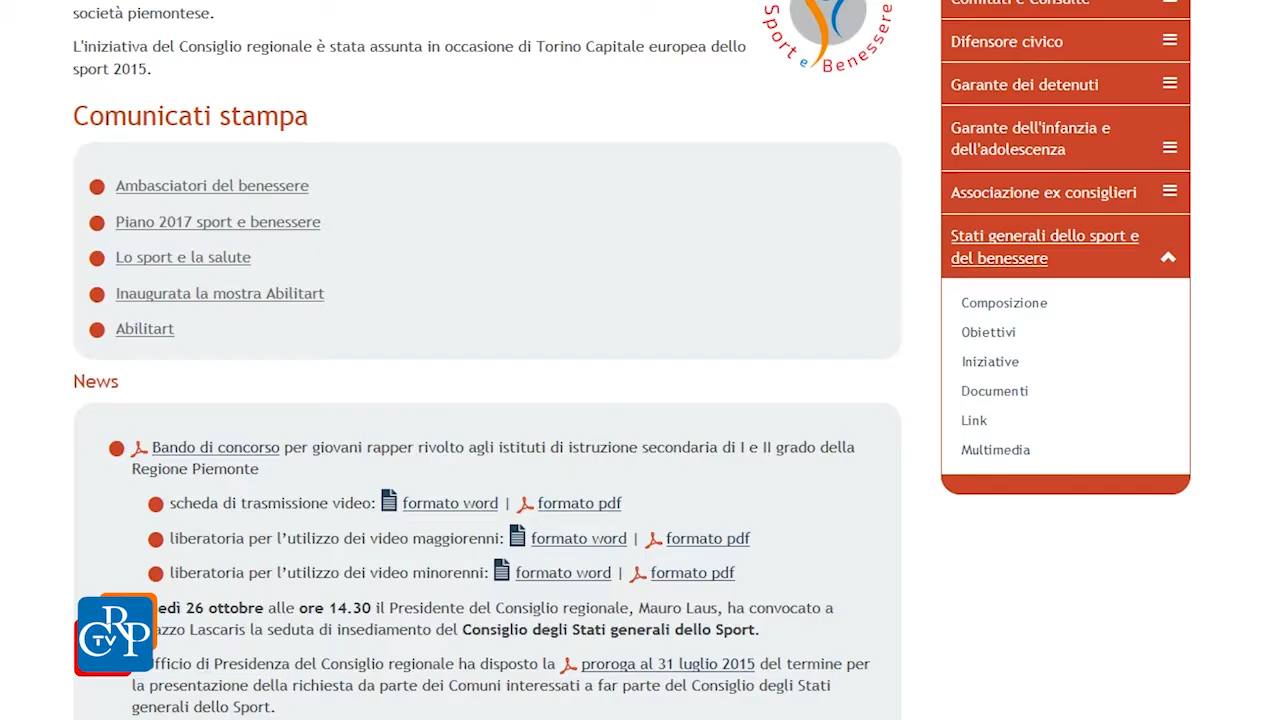 società piemontese.
L'iniziativa del Consiglio regionale è stata assunta in occasione di Torino Capitale europea dello
sport 2015.
Sport e Benessere
Comunicati stampa
Ambasciatori del benessere
Piano 2017 sport e benessere
Lo sport e la salute
Inaugurata la mostra Abilitart
Abilitart
News
Bando di concorso per giovani rapper rivolto agli istituti di istruzione secondaria di I e II grado della
Regione Piemonte
scheda di trasmissione video: formato word | formato pdf
liberatoria per l’utilizzo dei video maggiorenni: formato word | formato pdf
liberatoria per l’utilizzo dei video minorenni: formato word | formato pdf
edì 26 ottobre alle ore 14.30 il Presidente del Consiglio regionale, Mauro Laus, ha convocato a
azzo Lascaris la seduta di insediamento del Consiglio degli Stati generali dello Sport.
fficio di Presidenza del Consiglio regionale ha disposto la proroga al 31 luglio 2015 del termine per
la presentazione della richiesta da parte dei Comuni interessati a far parte del Consiglio degli Stati
generali dello Sport.
CRP
TV
Comitati e Consulte
Difensore civico
Garante dei detenuti
Garante dell'infanzia e
dell'adolescenza
Associazione ex consiglieri
Stati generali dello sport e
del benessere
Composizione
Obiettivi
Iniziative
Documenti
Link
Multimedia